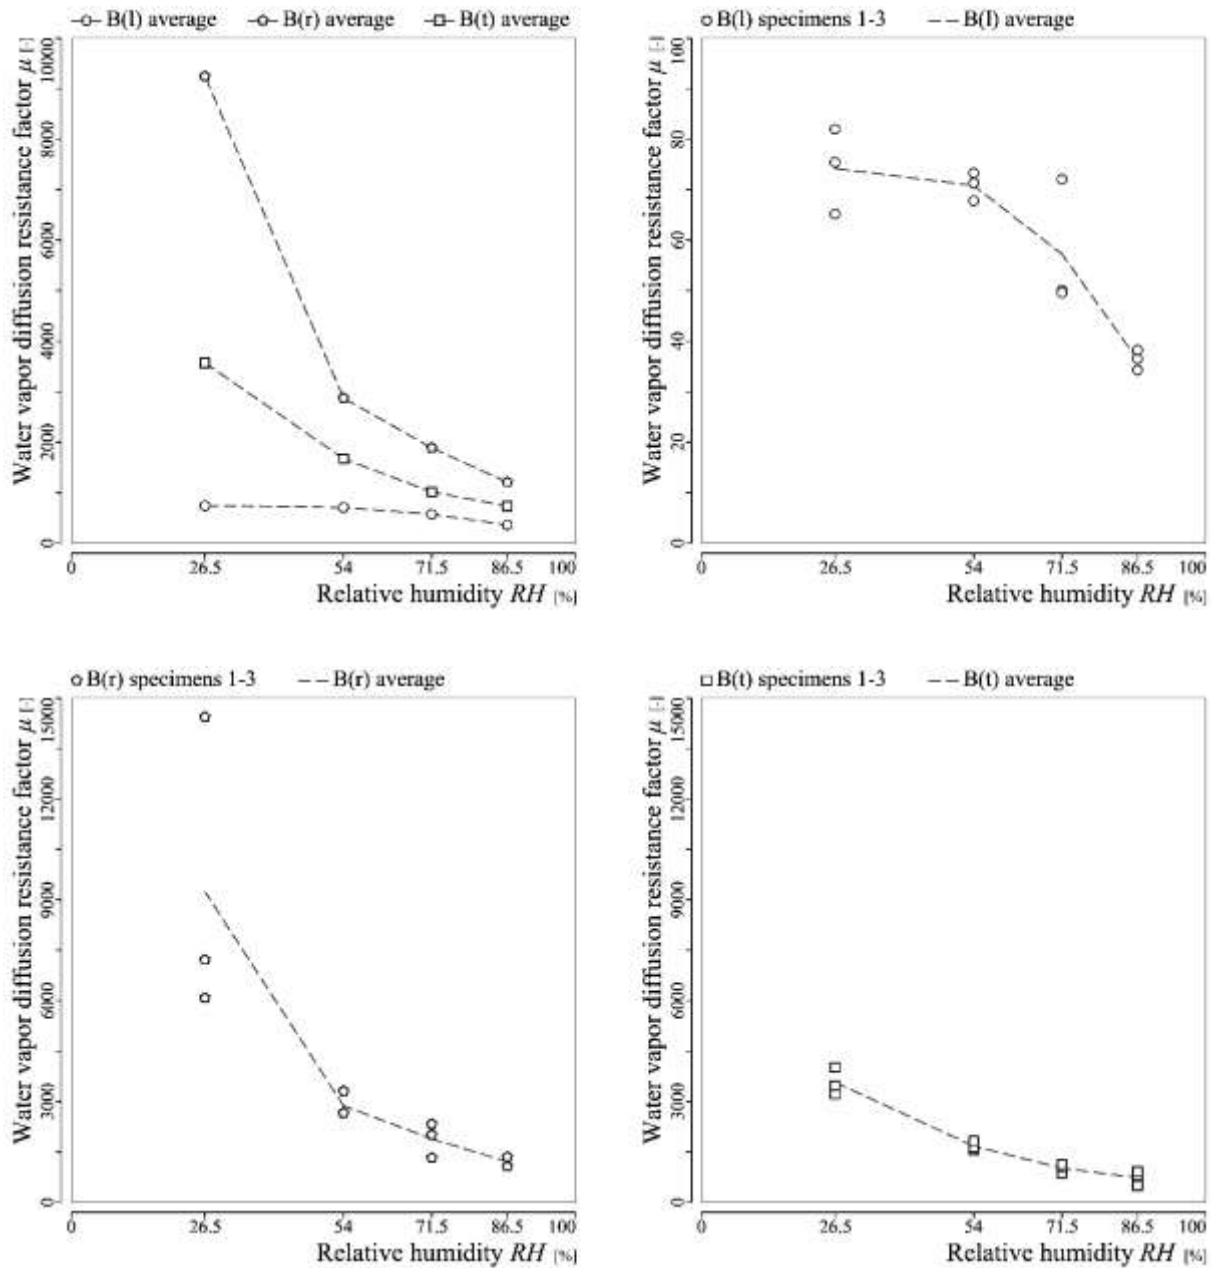 B(l) average B(r) average B(t) average
Water vapor diffusion resistance factor μ [-]
10000
8000
6000
4000
2000
0
0 26.5 54 71.5 86.5 100
Relative humidity RH [%]
B(l) specimens 1-3 B(l) average
Water vapor diffusion resistance factor μ [-]
100
80
60
40
20
0
0 26.5 54 71.5 86.5 100
Relative humidity RH [%]
B(r) specimens 1-3 B(r) average
Water vapor diffusion resistance factor μ [-]
15000
12000
9000
6000
3000
0
0 26.5 54 71.5 86.5 100
Relative humidity RH [%]
B(t) specimens 1-3 B(t) average
Water vapor diffusion resistance factor μ [-]
15000
12000
9000
6000
3000
0
0 26.5 54 71.5 86.5 100
Relative humidity RH [%]